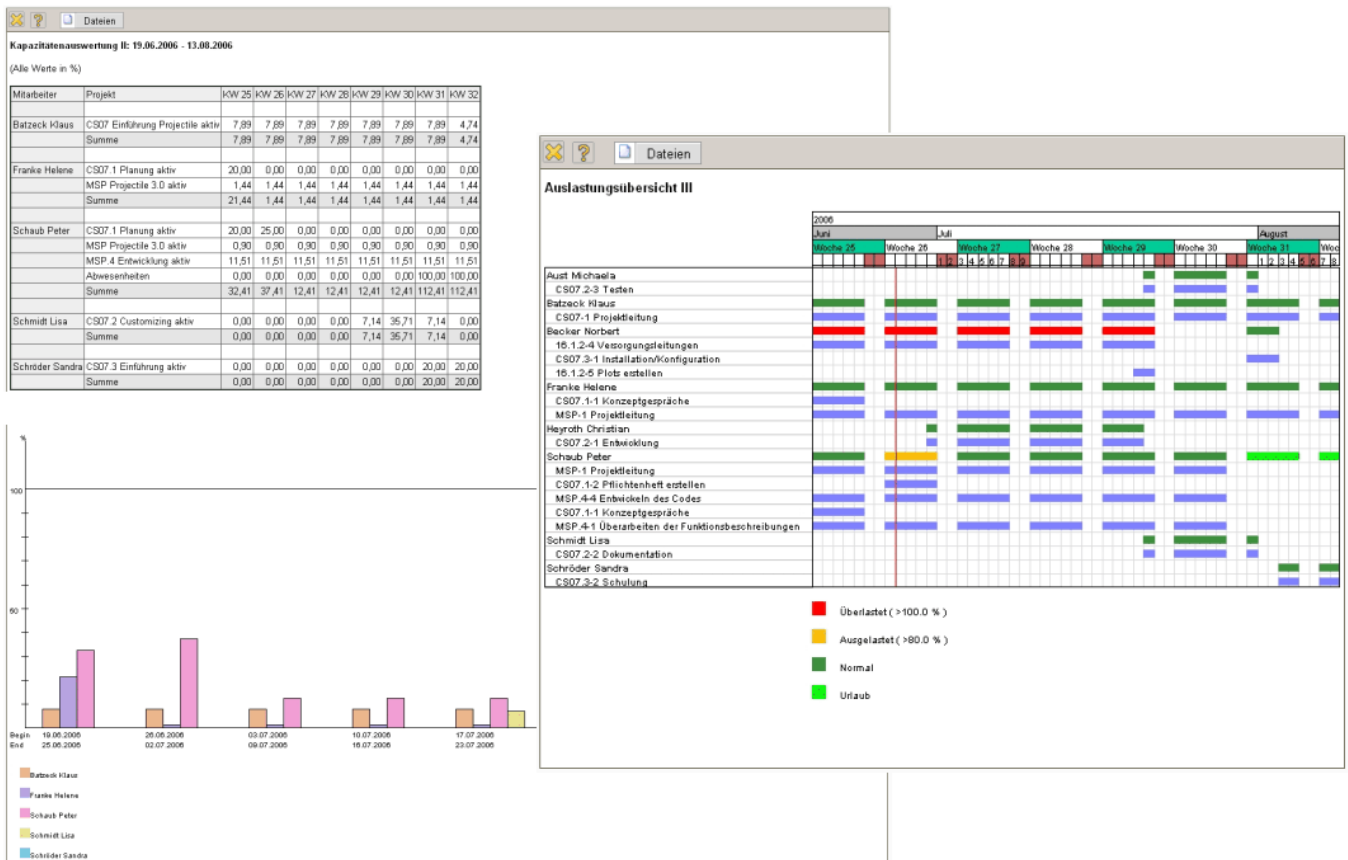 Dateien
Kapazitätenauswertung II: 19.06.2006 - 13.08.2006
(Alle Werte in %)
Mitarbeiter Projekt KW 25 KW 26 KW 27 KW 28 KW 29 KW 30 KW 31 KW 32
Batzeck Klaus CS07 Einführung Projectile aktiv 7,89 7,89 7,89 7,89 7,89 7,89 7,89 4,74
Summe 7,89 7,89 7,89 7,89 7,89 7,89 7,89 4,74
Franke Helene CS07.1 Planung aktiv 20,00 0,00 0,00 0,00 0,00 0,00 0,00 0,00
MSP Projectile 3.0 aktiv 1,44 1,44 1,44 1,44 1,44 1,44 1,44 1,44
Summe 21,44 1,44 1,44 1,44 1,44 1,44 1,44 1,44
Schaub Peter CS07.1 Planung aktiv 20,00 25,00 0,00 0,00 0,00 0,00 0,00 0,00
MSP Projectile 3.0 aktiv 0,90 0,90 0,90 0,90 0,90 0,90 0,90 0,90
MSP.4 Entwicklung aktiv 11,51 11,51 11,51 11,51 11,51 11,51 11,51 11,51
Abwesenheiten 0,00 0,00 0,00 0,00 0,00 0,00 100,00 100,00
Summe 32,41 37,41 12,41 12,41 12,41 12,41 112,41 112,41
Schmidt Lisa CS07.2 Customizing aktiv 0,00 0,00 0,00 0,00 7,14 35,71 7,14 0,00
Summe 0,00 0,00 0,00 0,00 7,14 35,71 7,14 0,00
Schröder Sandra CS07.3 Einführung aktiv 0,00 0,00 0,00 0,00 0,00 0,00 20,00 20,00
Summe 0,00 0,00 0,00 0,00 0,00 0,00 20,00 20,00
%
100
50
Begin 19.06.2006 26.06.2006 03.07.2006 10.07.2006 17.07.2006
End 25.06.2006 02.07.2006 09.07.2006 16.07.2006 23.07.2006
Batzeck Klaus
Franke Helene
Schaub Peter
Schmidt Lisa
Schröder Sandra
Dateien
Auslastungsübersicht III
2006
Juni Juli August
Woche 25 Woche 26 Woche 27 Woche 28 Woche 29 Woche 30 Woche 31 Woc
1 2 3 4 5 6 7 8 9 1 2 3 4 5 6 7 8
Aust Michaela
CS07.2-3 Testen
Batzeck Klaus
CS07-1 Projektleitung
Becker Norbert
16.1.2-4 Versorgungsleitungen
CS07.3-1 Installation/Konfiguration
16.1.2-5 Plots erstellen
Franke Helene
CS07.1-1 Konzeptgespräche
MSP-1 Projektleitung
Heyroth Christian
CS07.2-1 Entwicklung
Schaub Peter
MSP-1 Projektleitung
CS07.1-2 Pflichtenheft erstellen
MSP.4-4 Entwickeln des Codes
CS07.1-1 Konzeptgespräche
MSP.4-1 Überarbeiten der Funktionsbeschreibungen
Schmidt Lisa
CS07.2-2 Dokumentation
Schröder Sandra
CS07.3-2 Schulung
Überlastet ( >100.0 % )
Ausgelastet ( >80.0 % )
Normal
Urlaub